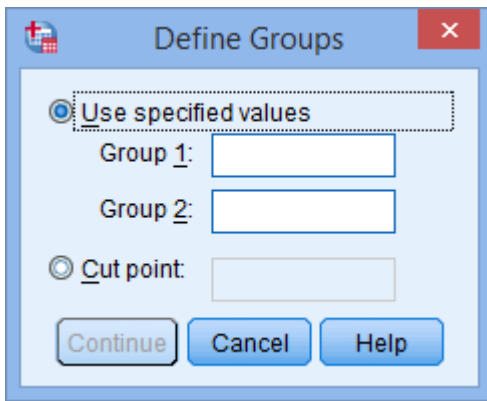 Define Groups
Use specified values
Group 1:
Group 2:
Cut point:
Continue Cancel Help